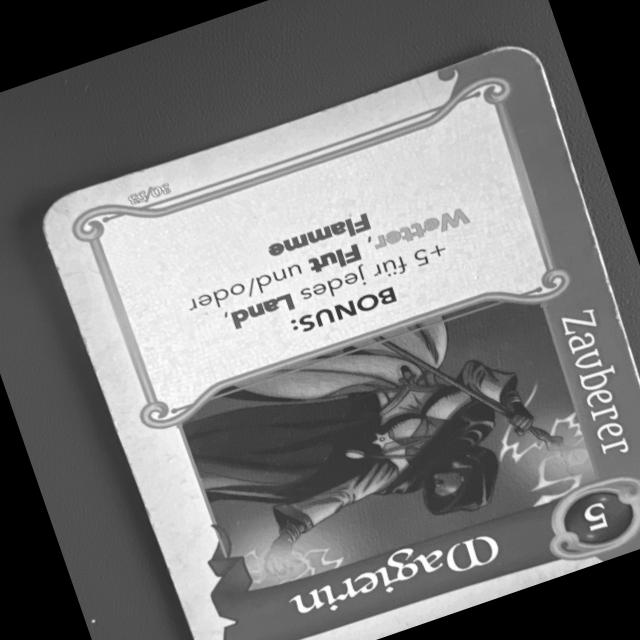 5
Magierin
Zauberer
BONUS:
+5 für jedes Land,
Wetter, Flut und/oder
Flamme